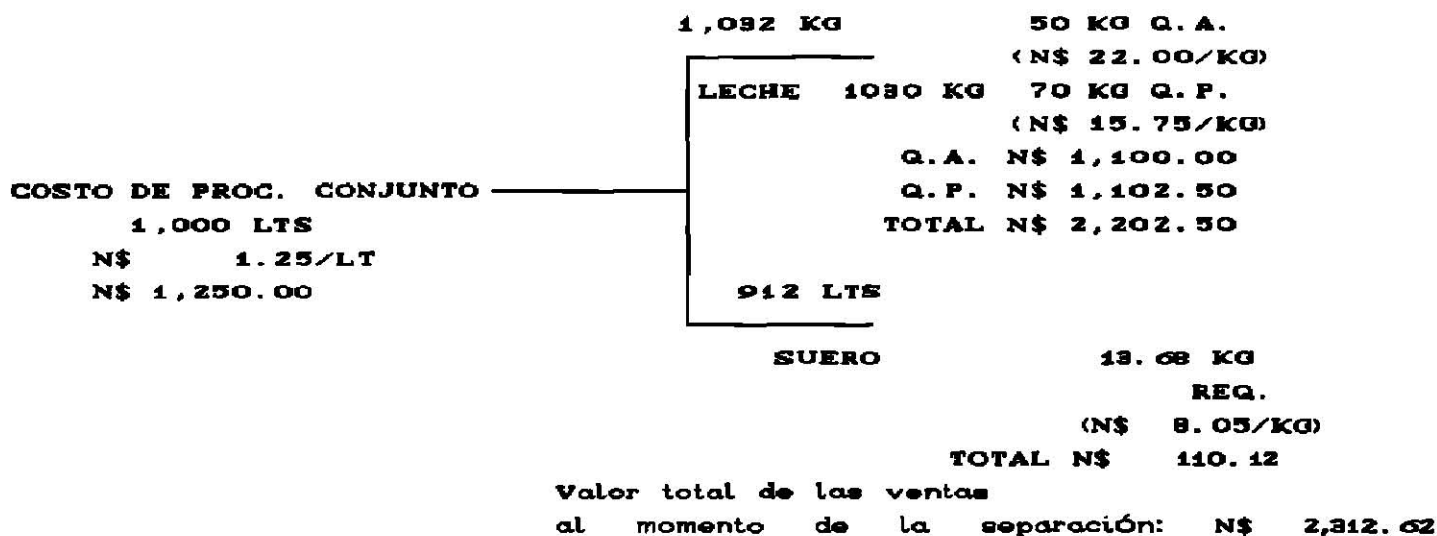 1,032 KG 50 KG Q.A.
(N$ 22.00/KG)
LECHE 1030 KG 70 KG Q.P.
(N$ 15.75/KG)
Q.A. N$ 1,100.00
COSTO DE PROC. CONJUNTO Q.P. N$ 1,102.50
1,000 LTS TOTAL N$ 2,202.50
N$ 1.25/LT
N$ 1,250.00 912 LTS
SUERO 13.68 KG
REQ.
(N$ 8.05/KG)
TOTAL N$ 110.12
Valor total de las ventas
al momento de la separación: N$ 2,312.62